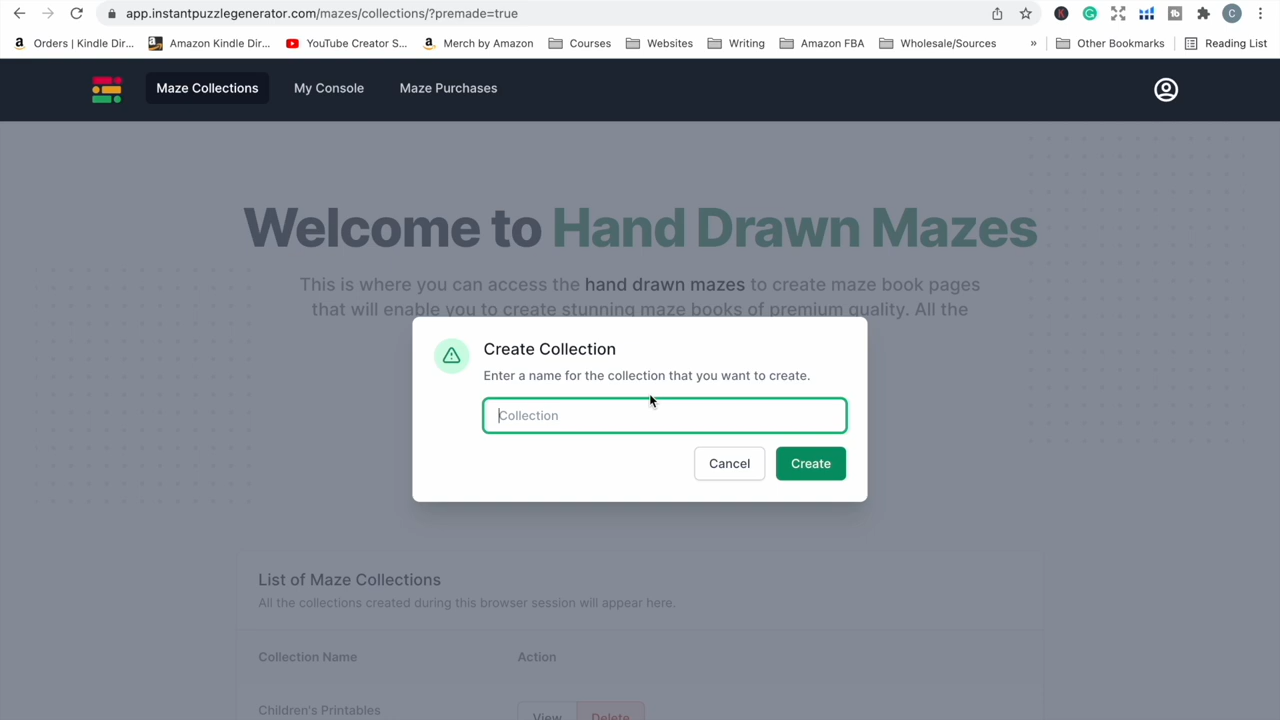 app.instantpuzzlegenerator.com/mazes/collections/?premade=true
Orders | Kindle Dir... Amazon Kindle Dir... YouTube Creator S... Merch by Amazon Courses Websites Writing Amazon FBA Wholesale/Sources » Other Bookmarks Reading List
Maze Collections My Console Maze Purchases
Welcome to Hand Drawn Mazes
This is where you can access the hand drawn mazes to create maze book pages
that will enable you to create stunning maze books of premium quality. All the
Create Collection
Enter a name for the collection that you want to create.
Collection
Cancel Create
List of Maze Collections
All the collections created during this browser session will appear here.
Collection Name Action
Children's Printables View Delete